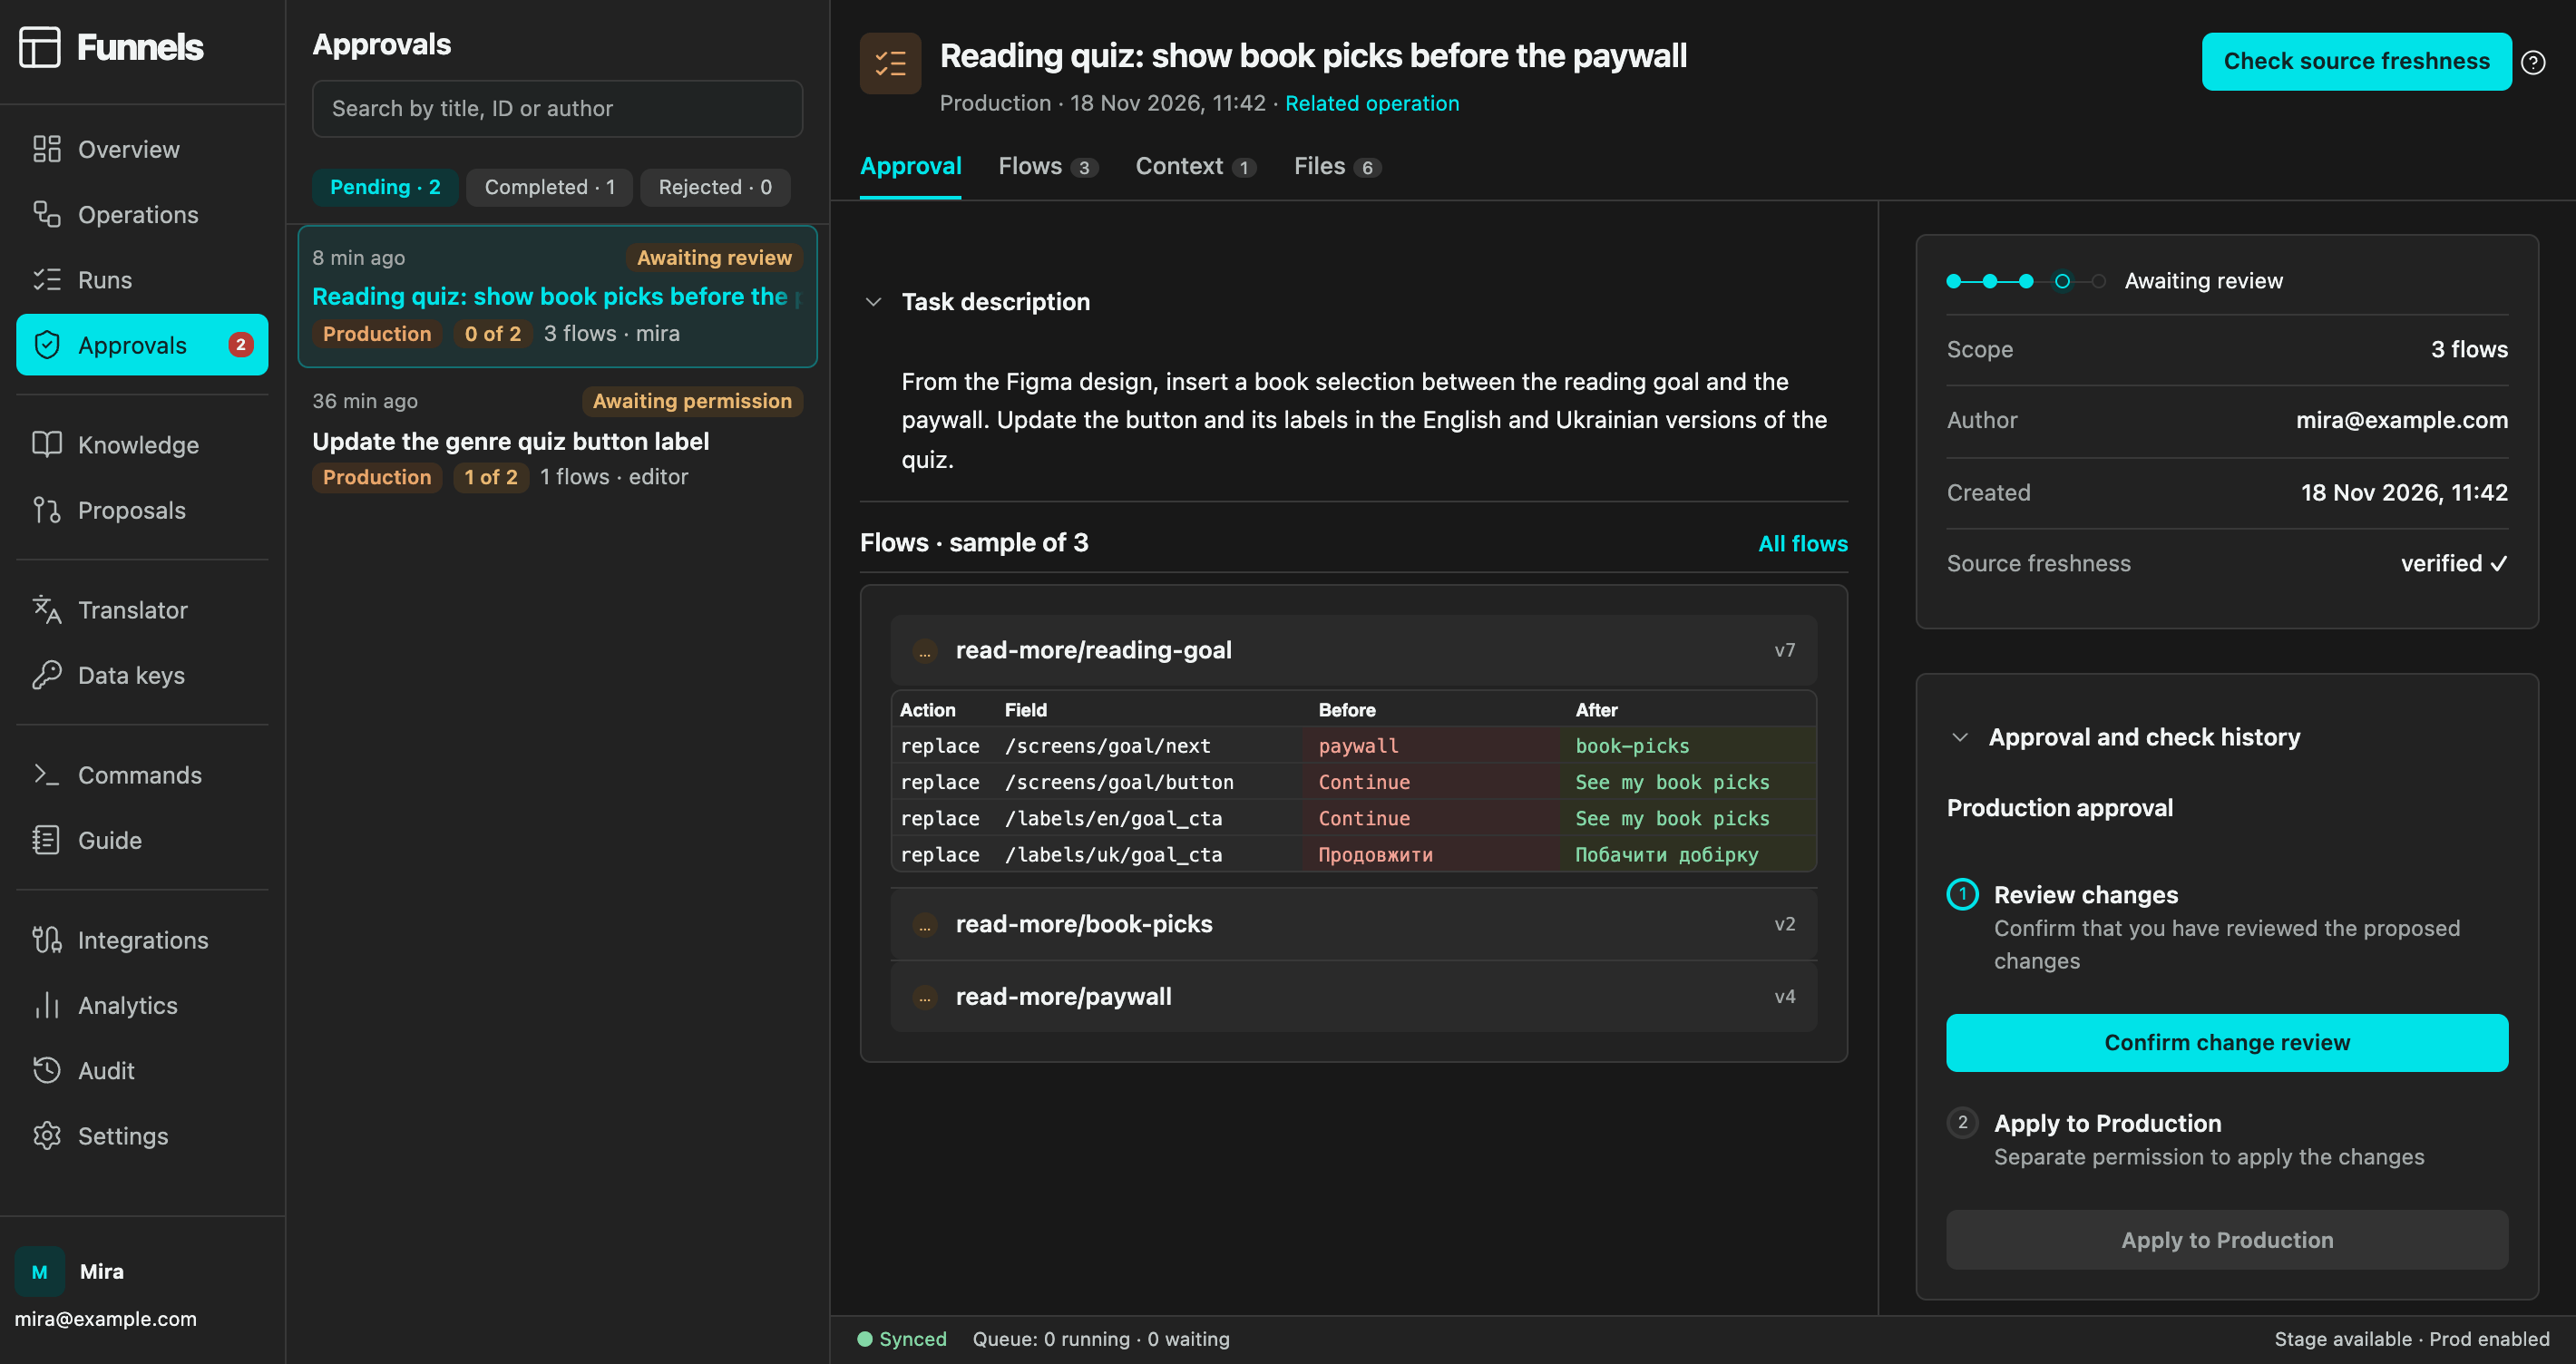 Funnels
Overview
Operations
Runs
Approvals 2
Knowledge
Proposals
Translator
Data keys
Commands
Guide
Integrations
Analytics
Audit
Settings
M Mira
mira@example.com
Approvals
Search by title, ID or author
Pending · 2 Completed · 1 Rejected · 0
8 min ago Awaiting review
Reading quiz: show book picks before the
Production 0 of 2 3 flows · mira
36 min ago Awaiting permission
Update the genre quiz button label
Production 1 of 2 1 flows · editor
Reading quiz: show book picks before the paywall
Production · 18 Nov 2026, 11:42 · Related operation
Check source freshness ?
Approval Flows 3 Context 1 Files 6
Task description
From the Figma design, insert a book selection between the reading goal and the
paywall. Update the button and its labels in the English and Ukrainian versions of the
quiz.
Flows · sample of 3 All flows
... read-more/reading-goal v7
Action Field Before After
replace /screens/goal/next paywall book-picks
replace /screens/goal/button Continue See my book picks
replace /labels/en/goal_cta Continue See my book picks
replace /labels/uk/goal_cta Продовжити Побачити добірку
... read-more/book-picks v2
... read-more/paywall v4
Awaiting review
Scope 3 flows
Author mira@example.com
Created 18 Nov 2026, 11:42
Source freshness verified ✓
Approval and check history
Production approval
1 Review changes
Confirm that you have reviewed the proposed
changes
Confirm change review
2 Apply to Production
Separate permission to apply the changes
Apply to Production
Synced Queue: 0 running · 0 waiting
Stage available · Prod enabled